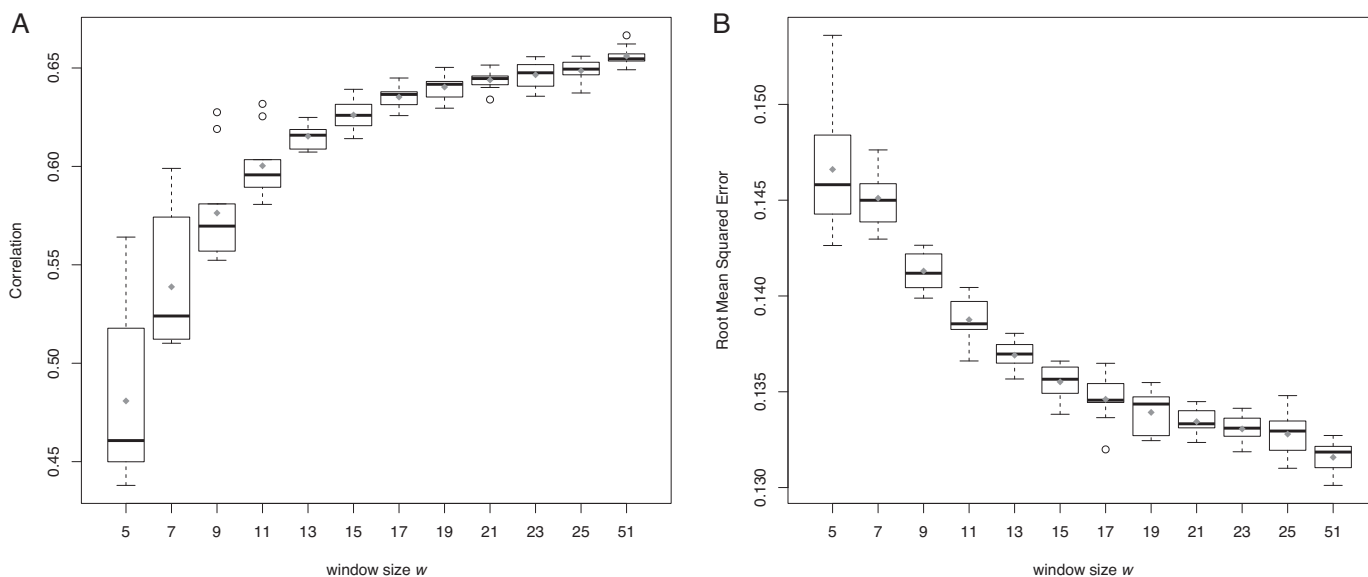 A
Correlation
0.65
0.60
0.55
0.50
0.45
5 7 9 11 13 15 17 19 21 23 25 51
window size w
B
Root Mean Squared Error
0.150
0.145
0.140
0.135
0.130
5 7 9 11 13 15 17 19 21 23 25 51
window size w